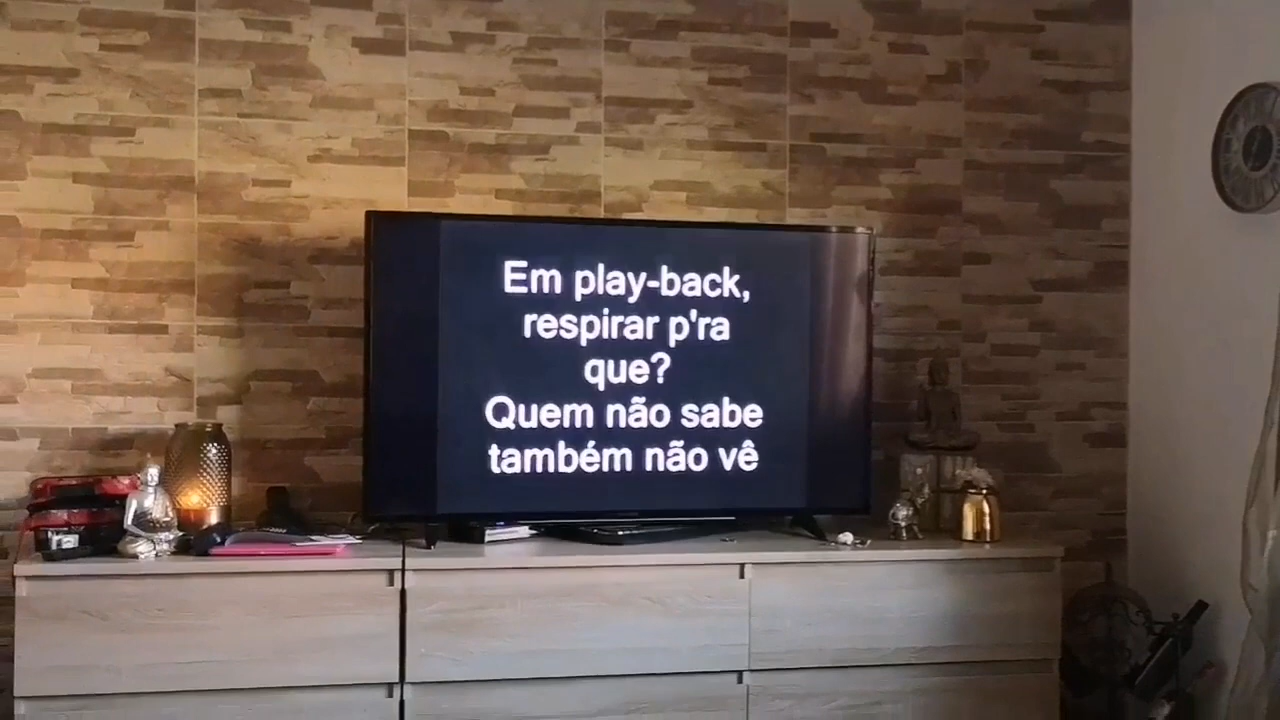 Em play-back,
respirar p'ra
que?
Quem não sabe
também não vê